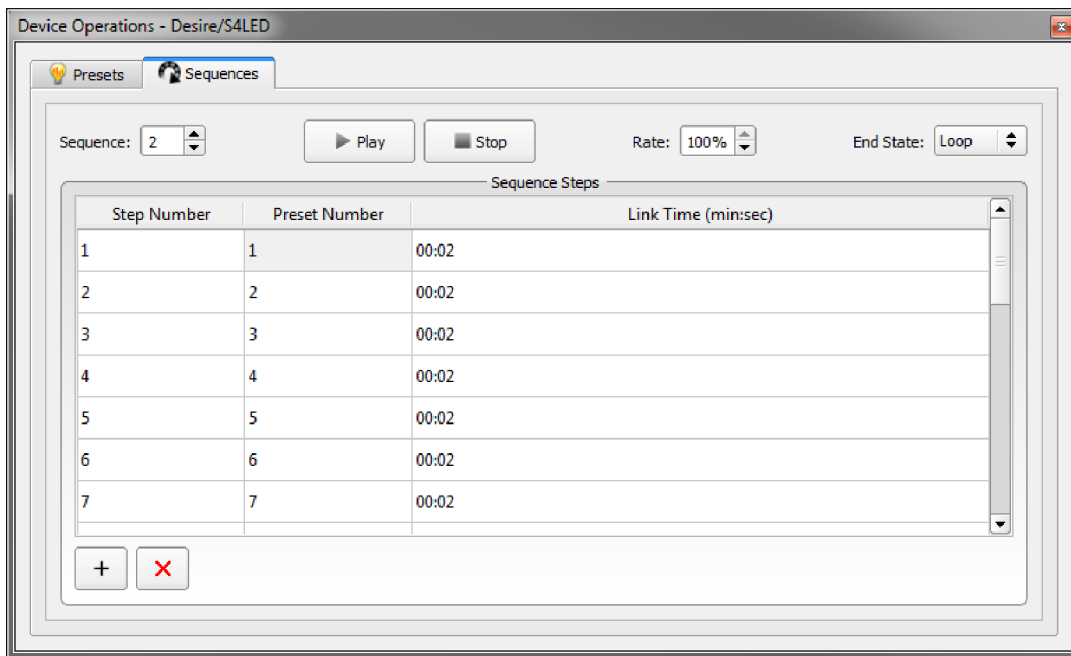 Device Operations - Desire/S4LED
Presets Sequences
Sequence: 2 Play Stop Rate: 100% End State: Loop
Sequence Steps
Step Number Preset Number Link Time (min:sec)
1 1 00:02
2 2 00:02
3 3 00:02
4 4 00:02
5 5 00:02
6 6 00:02
7 7 00:02